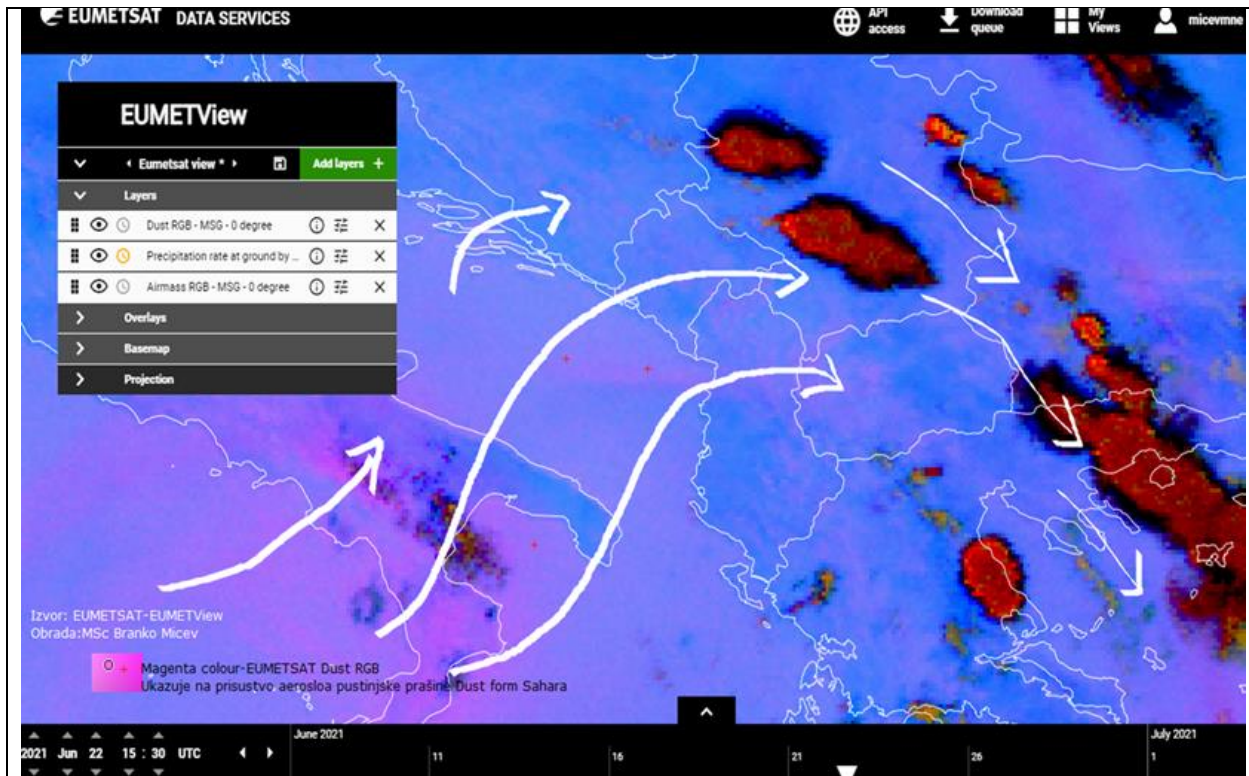 EUMETSAT DATA SERVICES
API access
Download queue
My Views
micevmne
EUMETView
Eumetsat view *
Add layers +
Layers
Dust RGB - MSG - 0 degree
Precipitation rate at ground by ...
Airmass RGB - MSG - 0 degree
Overlays
Basemap
Projection
Izvor: EUMETSAT-EUMETView
Obrada:MSc Branko Micev
Magenta colour-EUMETSAT Dust RGB
Ukazuje na prisustvo aerosloa pustinjske prašine Dust form Sahara
June 2021
July 2021
2021 Jun 22 15 : 30 UTC
11
16
21
26
1